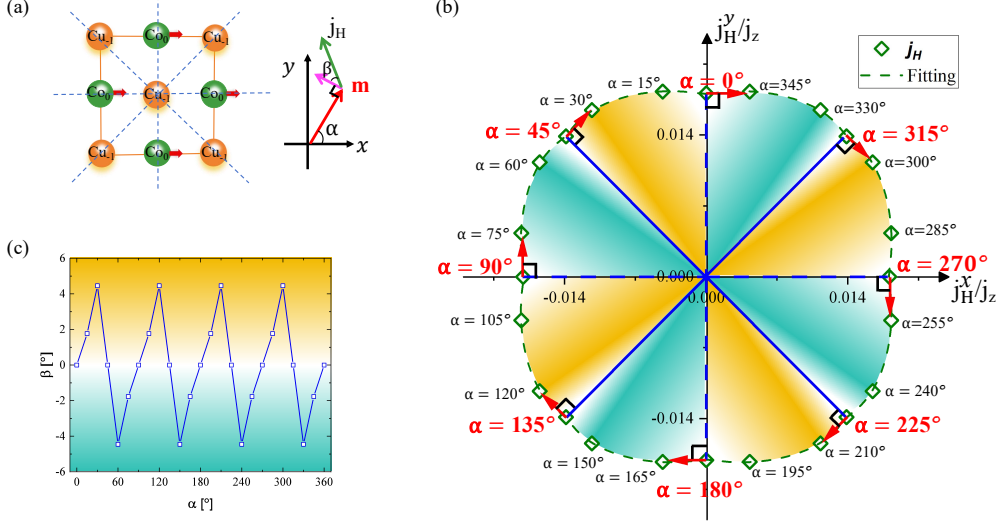 (a)
Cu-1 Co0 Cu-1
Co0 Cu-1 Co0
Cu-1 Co0 Cu-1
jH
y
β
m
α
x
(b)
jHʸ/jz
jH
Fitting
α = 0°
α = 15°
α=345°
α = 30°
α=330°
α = 45°
α = 315°
0.014
α = 60°
α=300°
α = 75°
α=285°
α = 90°
α = 270°
0.000
-0.014
0.000
0.014
jHˣ/jz
α = 105°
α=255°
α = 120°
α = 240°
-0.014
α = 135°
α = 225°
α = 150°
α = 210°
α = 165°
α = 195°
α = 180°
(c)
6
4
2
0
-2
-4
-6
β [°]
0 60 120 180 240 300 360
α [°]